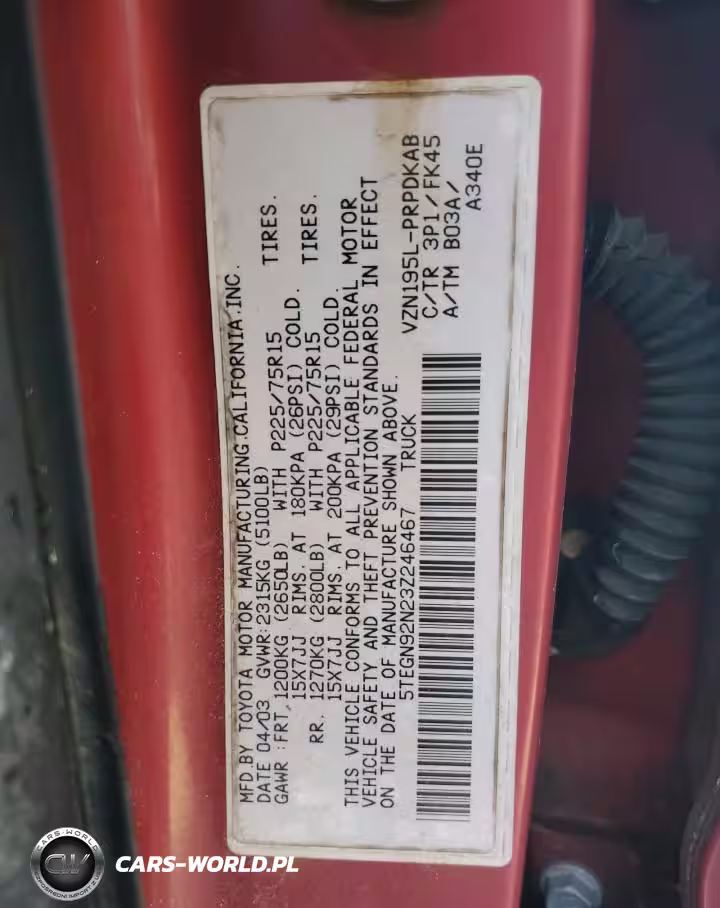 MFD.BY TOYOTA MOTOR MANUFACTURING.CALIFORNIA.INC.
DATE 04/03 GVWR:2315KG (5100LB)
GAWR :FRT,1200KG (2650LB) WITH P225/75R15 TIRES.
15X7JJ RIMS. AT 180KPA (26PSI) COLD.
RR. 1270KG (2800LB) WITH P225/75R15 TIRES.
15X7JJ RIMS. AT 200KPA (29PSI) COLD.
THIS VEHICLE CONFORMS TO ALL APPLICABLE FEDERAL MOTOR
VEHICLE SAFETY AND THEFT PREVENTION STANDARDS IN EFFECT
ON THE DATE OF MANUFACTURE SHOWN ABOVE.
5TEGN92N23Z246467 TRUCK
VZN195L-PRPDKAB
C/TR 3P1/FK45
A/TM B03A/
A340E
CARS-WORLD
CW
CARS-WORLD.PL